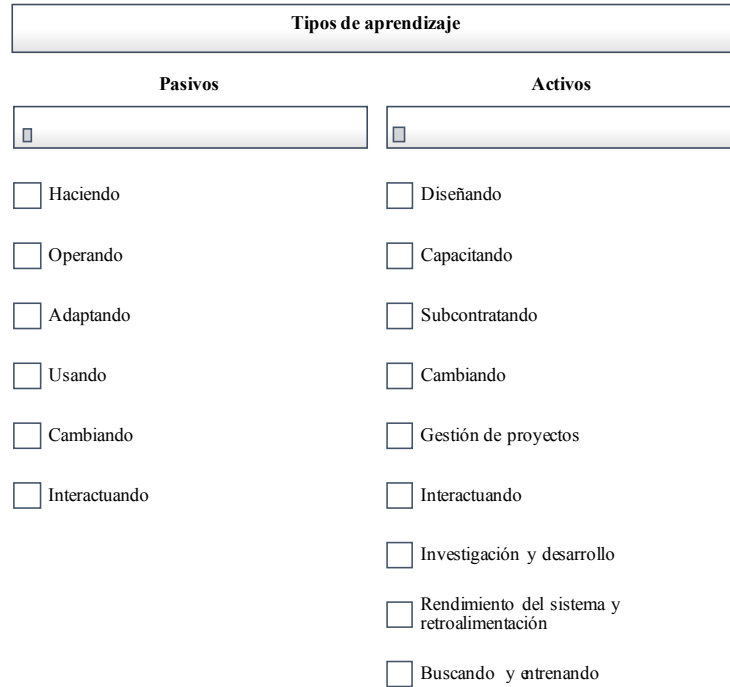 Tipos de aprendizaje
Pasivos
Haciendo
Operando
Adaptando
Usando
Cambiando
Interactuando
Activos
Diseñando
Capacitando
Subcontratando
Cambiando
Gestión de proyectos
Interactuando
Investigación y desarrollo
Rendimiento del sistema y
retroalimentación
Buscando y entrenando